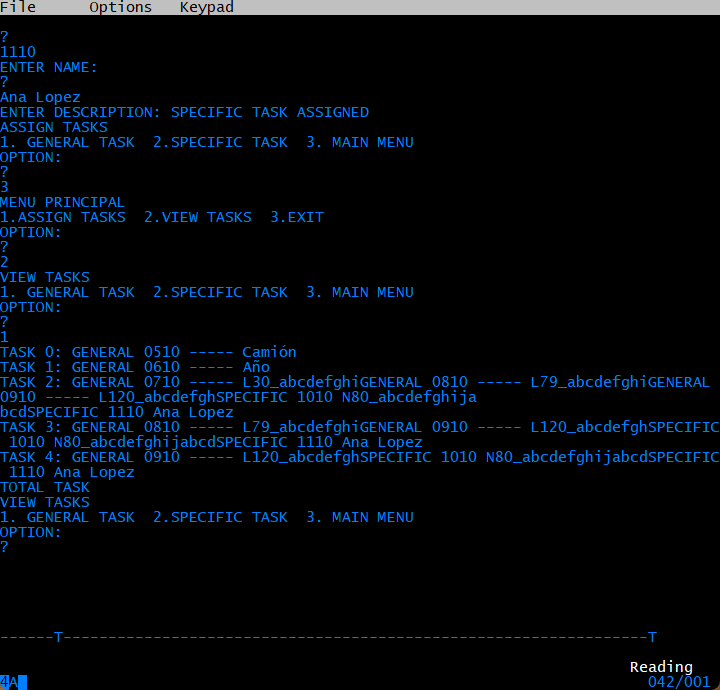 File      Options   Keypad
?
1110
ENTER NAME:
?
Ana Lopez
ENTER DESCRIPTION: SPECIFIC TASK ASSIGNED
ASSIGN TASKS
1. GENERAL TASK  2.SPECIFIC TASK  3. MAIN MENU
OPTION:
?
3
MENU PRINCIPAL
1.ASSIGN TASKS  2.VIEW TASKS  3.EXIT
OPTION:
?
2
VIEW TASKS
1. GENERAL TASK  2.SPECIFIC TASK  3. MAIN MENU
OPTION:
?
1
TASK 0: GENERAL 0510 ----- Camión
TASK 1: GENERAL 0610 ----- Año
TASK 2: GENERAL 0710 ----- L30_abcdefghiGENERAL 0810 ----- L79_abcdefghiGENERAL
0910 ----- L120_abcdefghSPECIFIC 1010 N80_abcdefghija
bcdSPECIFIC 1110 Ana Lopez
TASK 3: GENERAL 0810 ----- L79_abcdefghiGENERAL 0910 ----- L120_abcdefghSPECIFIC
 1010 N80_abcdefghijabcdSPECIFIC 1110 Ana Lopez
TASK 4: GENERAL 0910 ----- L120_abcdefghSPECIFIC 1010 N80_abcdefghijabcdSPECIFIC
 1110 Ana Lopez
TOTAL TASK
VIEW TASKS
1. GENERAL TASK  2.SPECIFIC TASK  3. MAIN MENU
OPTION:
?
------T-----------------------------------------------------------------T
Reading
4A 042/001